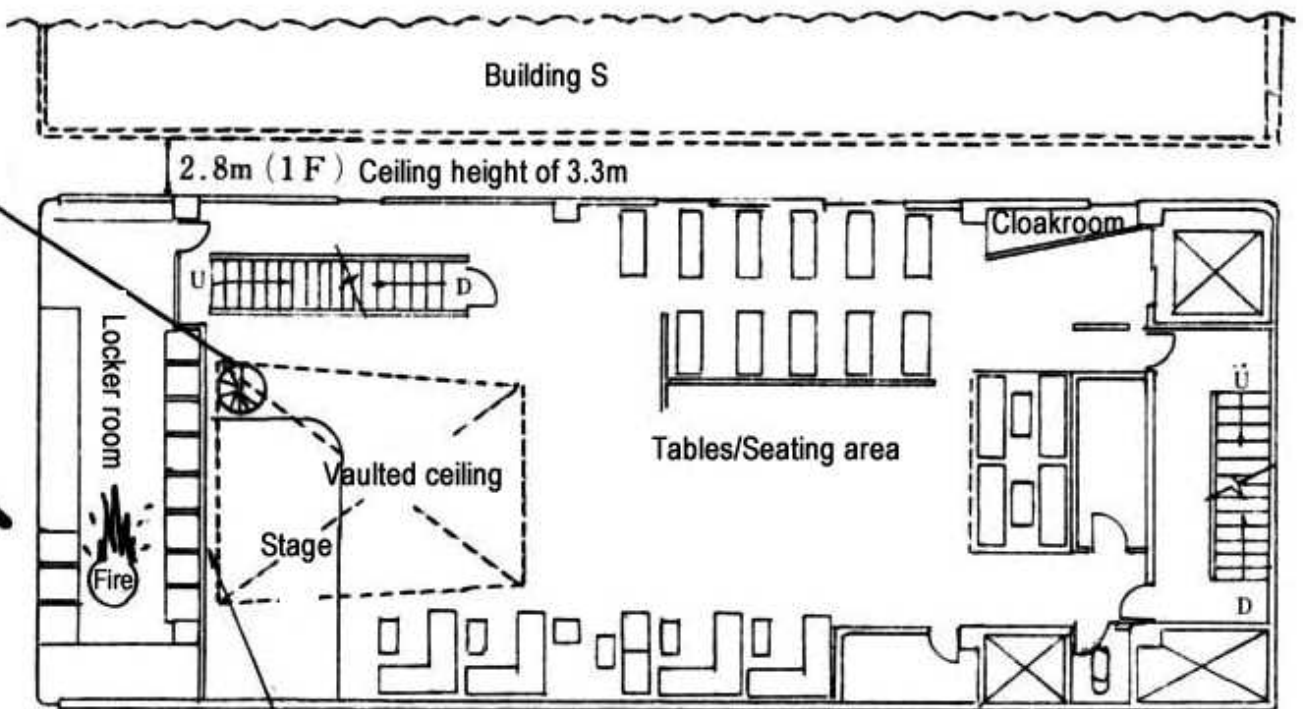 Building S
2.8m (1F) Ceiling height of 3.3m
Cloakroom
U
D
Locker room
Ü
Vaulted ceiling
Tables/Seating area
Stage
Fire
D